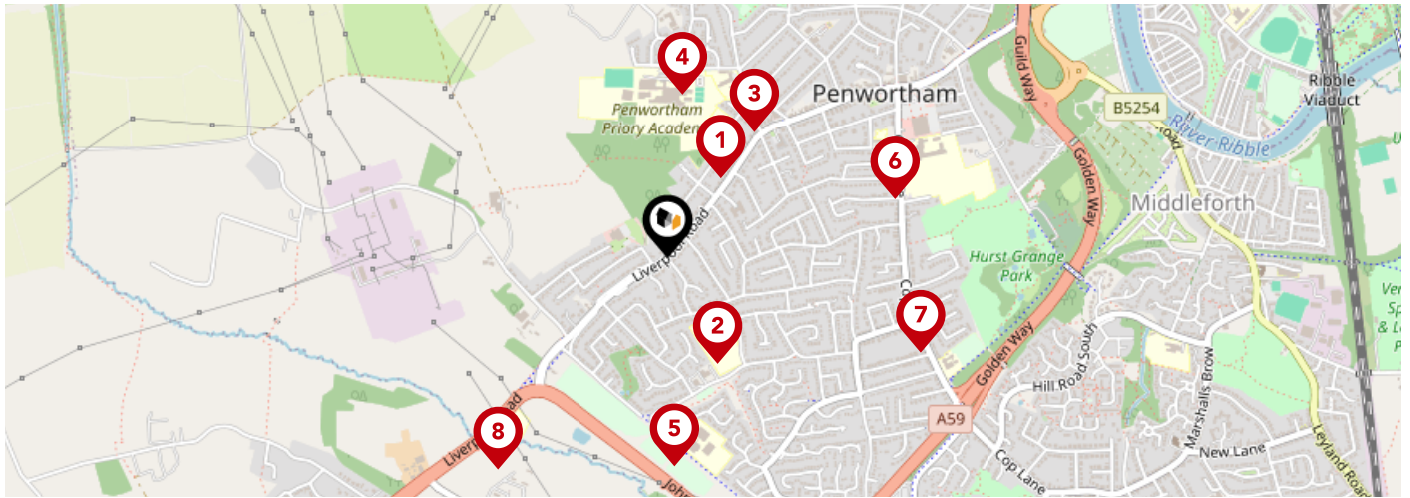 4
3
Penwortham
Penwortham
Priory Academ
1
Guild Way
B5254
Road
River Ribble
Ribble
Viaduct
6
Golden Way
Middleforth
Liverpool Road
Hurst Grange
Park
2
7
Golden Way
Hill Road South
Marshalls Brow
Leyland Road
A59
Cop Lane
New Lane
5
8